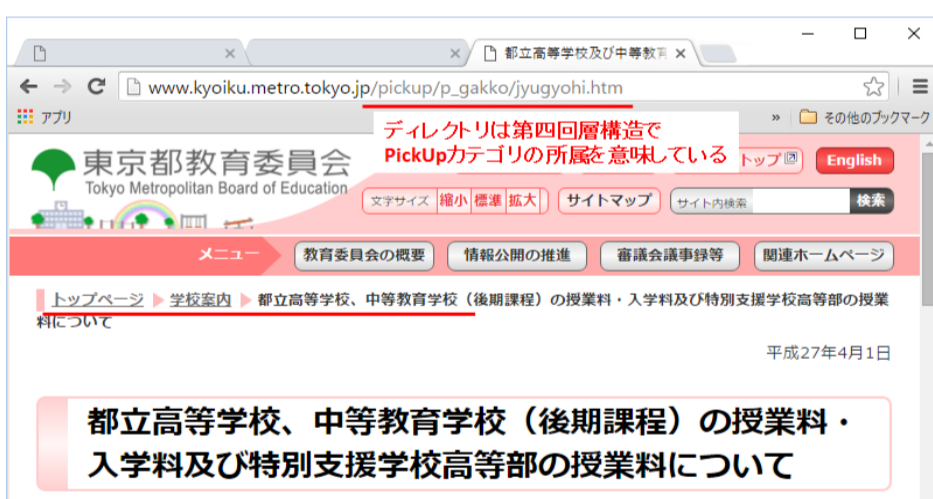 都立高等学校及び中等教育
www.kyoiku.metro.tokyo.jp/pickup/p_gakko/jyugyohi.htm
アプリ
» その他のブックマーク
ディレクトリは第四回層構造で
PickUpカテゴリの所属を意味している
東京都教育委員会
Tokyo Metropolitan Board of Education
トップ English
文字サイズ 縮小 標準 拡大 サイトマップ サイト内検索 検索
メニュー 教育委員会の概要 情報公開の推進 審議会議事録等 関連ホームページ
トップページ ▶ 学校案内 ▶ 都立高等学校、中等教育学校（後期課程）の授業料・入学料及び特別支援学校高等部の授業
料について
平成27年4月1日
都立高等学校、中等教育学校（後期課程）の授業料・
入学料及び特別支援学校高等部の授業料について